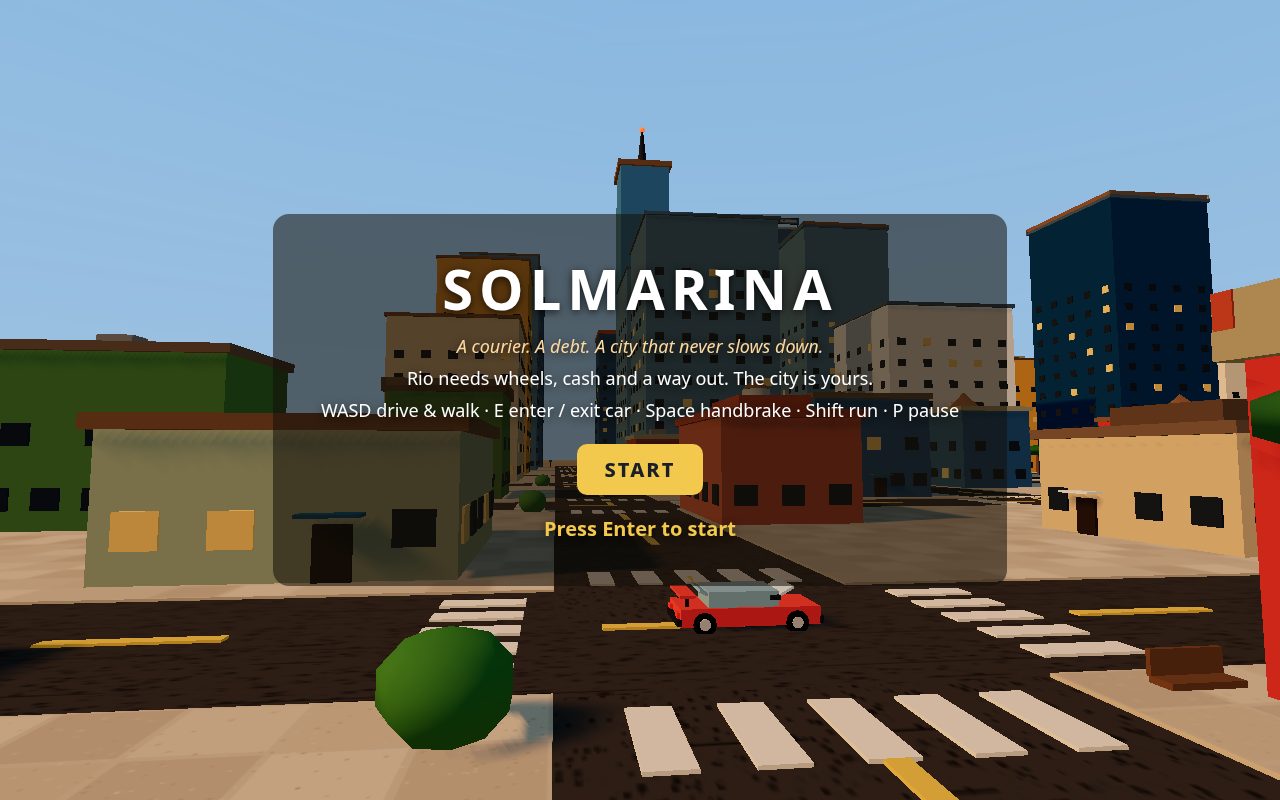 SOLMARINA
A courier. A debt. A city that never slows down.
Rio needs wheels, cash and a way out. The city is yours.
WASD drive & walk · E enter / exit car · Space handbrake · Shift run · P pause
START
Press Enter to start